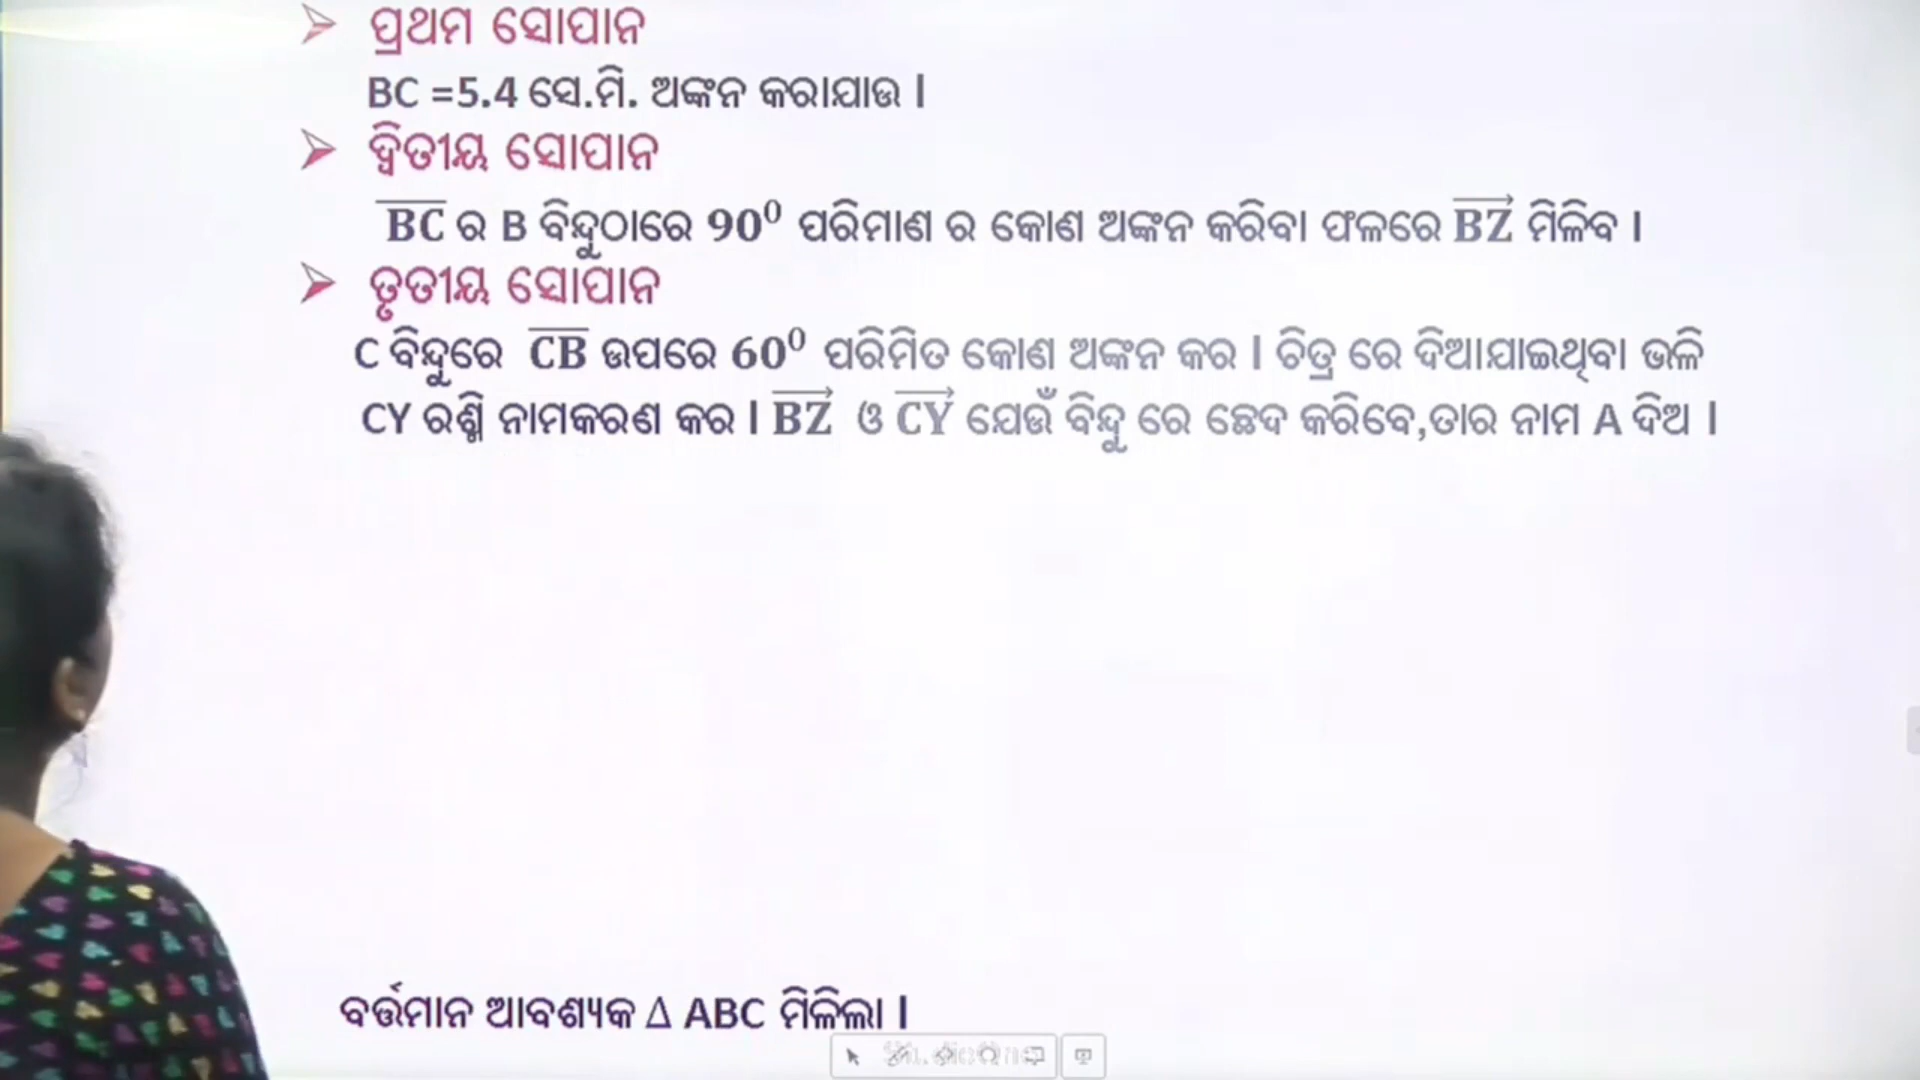 ପ୍ରଥମ ସୋପାନ
BC =5.4 ସେ.ମି. ଅଙ୍କନ କରାଯାଉ ।
ଦ୍ୱିତୀୟ ସୋପାନ
BC ର B ବିନ୍ଦୁଠାରେ 90⁰ ପରିମାଣ ର କୋଣ ଅଙ୍କନ କରିବା ଫଳରେ BZ ମିଳିବ ।
ତୃତୀୟ ସୋପାନ
C ବିନ୍ଦୁରେ CB ଉପରେ 60⁰ ପରିମିତ କୋଣ ଅଙ୍କନ କର । ଚିତ୍ର ରେ ଦିଆଯାଇଥିବା ଭଳି
CY ରଶ୍ମି ନାମକରଣ କର । BZ ଓ CY ଯେଉଁ ବିନ୍ଦୁ ରେ ଛେଦ କରିବେ,ତାର ନାମ A ଦିଅ ।
ବର୍ତ୍ତମାନ ଆବଶ୍ୟକ Δ ABC ମିଳିଲା ।